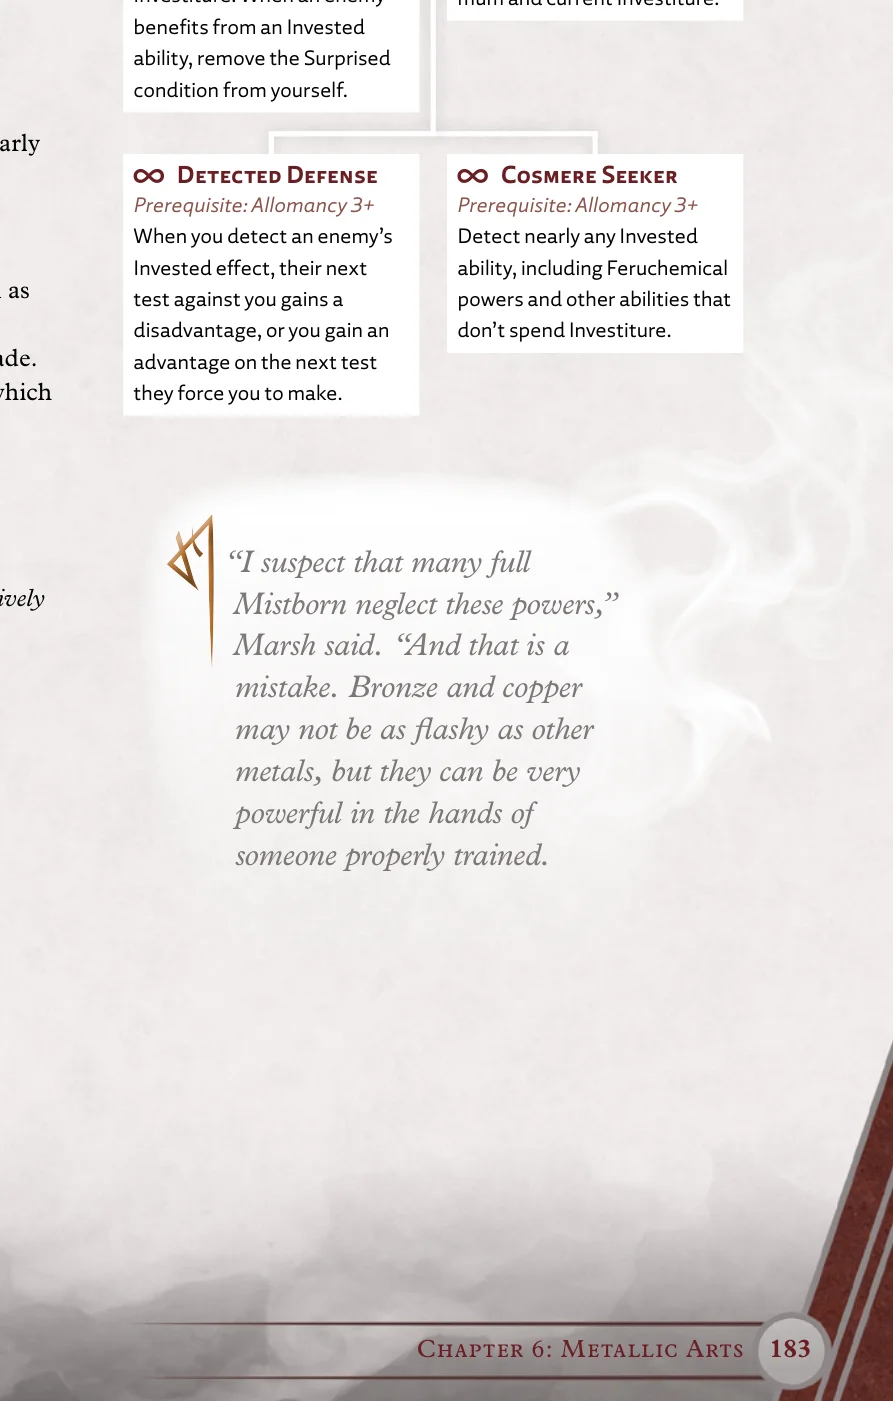 benefits from an Invested
ability, remove the Surprised
condition from yourself.
mum and current Investiture.
arly
as
ade.
which
ively
∞ Detected Defense
Prerequisite: Allomancy 3+
When you detect an enemy’s
Invested effect, their next
test against you gains a
disadvantage, or you gain an
advantage on the next test
they force you to make.
∞ Cosmere Seeker
Prerequisite: Allomancy 3+
Detect nearly any Invested
ability, including Feruchemical
powers and other abilities that
don’t spend Investiture.
“I suspect that many full
Mistborn neglect these powers,”
Marsh said. “And that is a
mistake. Bronze and copper
may not be as flashy as other
metals, but they can be very
powerful in the hands of
someone properly trained.
Chapter 6: Metallic Arts 183